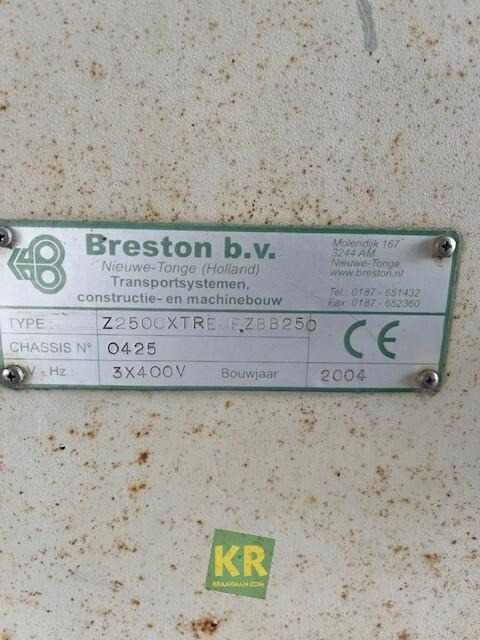 Breston b.v.
Nieuwe-Tonge (Holland)
Transportsystemen,
constructie- en machinebouw
Molendijk 167
3244 AM
Nieuwe-Tonge
www.breston.nl
Tel: 0187 - 651432
Fax: 0187 - 652360
TYPE: Z2500XTREME.ZBB250
CHASSIS N° 0425
V - Hz.: 3X400V Bouwjaar 2004
CE
KR
KRAAKMAN.COM